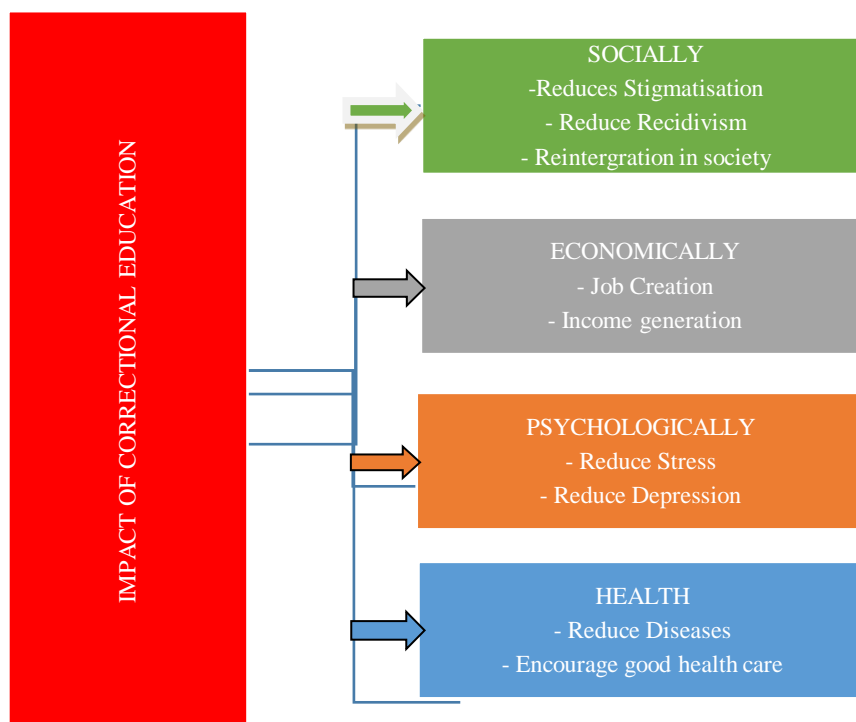 IMPACT OF CORRECTIONAL EDUCATION
SOCIALLY
-Reduces Stigmatisation
- Reduce Recidivism
- Reintergration in society
ECONOMICALLY
- Job Creation
- Income generation
PSYCHOLOGICALLY
- Reduce Stress
- Reduce Depression
HEALTH
- Reduce Diseases
- Encourage good health care